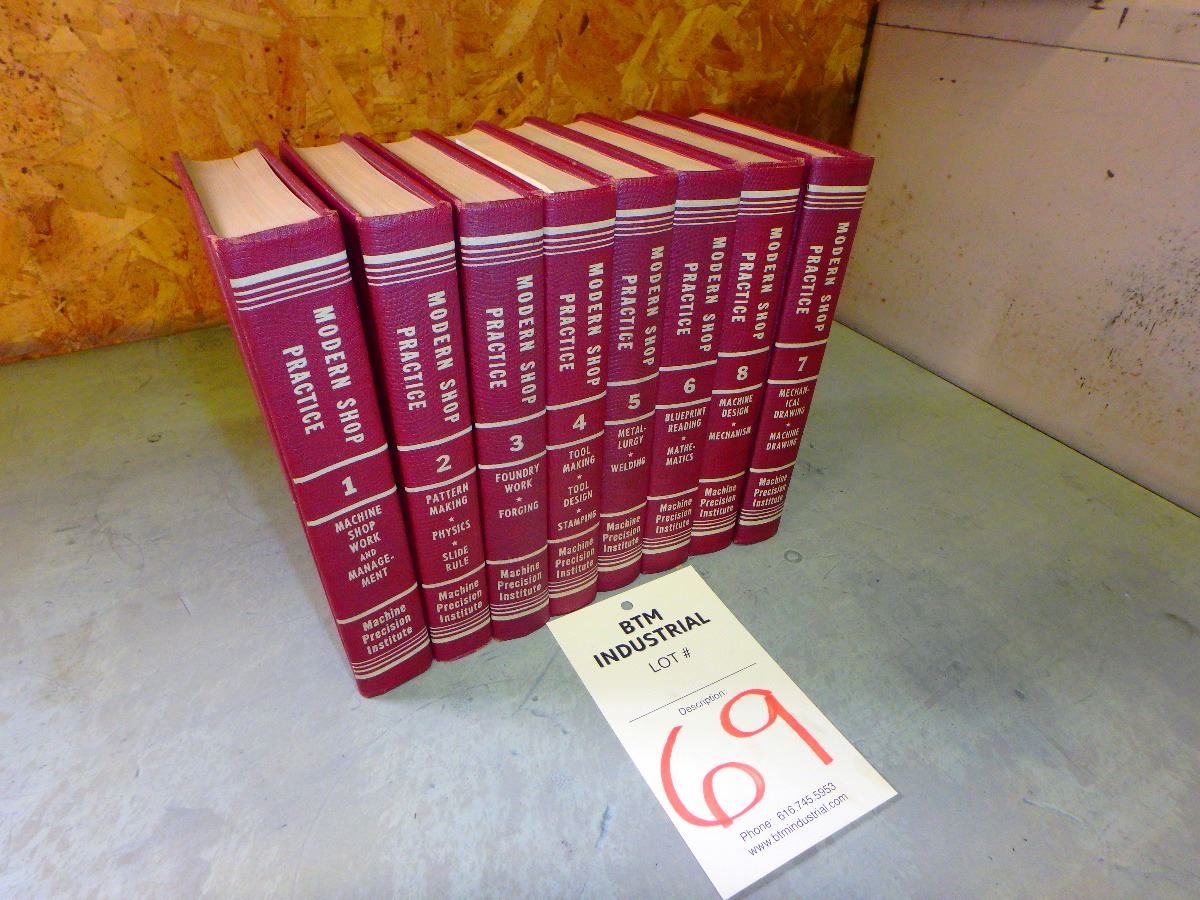 MODERN SHOP
PRACTICE
1
MACHINE
SHOP
WORK
AND
MANAGE-
MENT
Machine
Precision
Institute
MODERN SHOP
PRACTICE
2
PATTERN
MAKING
★
PHYSICS
★
SLIDE
RULE
Machine
Precision
Institute
MODERN SHOP
PRACTICE
3
FOUNDRY
WORK
★
FORGING
Machine
Precision
Institute
MODERN SHOP
PRACTICE
4
TOOL
MAKING
★
TOOL
DESIGN
★
STAMPING
Machine
Precision
Institute
MODERN SHOP
PRACTICE
5
METAL-
LURGY
★
WELDING
Machine
Precision
Institute
MODERN SHOP
PRACTICE
6
BLUEPRINT
READING
★
MATHE-
MATICS
Machine
Precision
Institute
MODERN SHOP
PRACTICE
8
MACHINE
DESIGN
★
MECHANISM
Machine
Precision
Institute
MODERN SHOP
PRACTICE
7
MECHAN-
ICAL
DRAWING
★
MACHINE
DRAWING
Machine
Precision
Institute
BTM
INDUSTRIAL
LOT #
Description:
69
Phone: 616.745.5953
www.btmindustrial.com